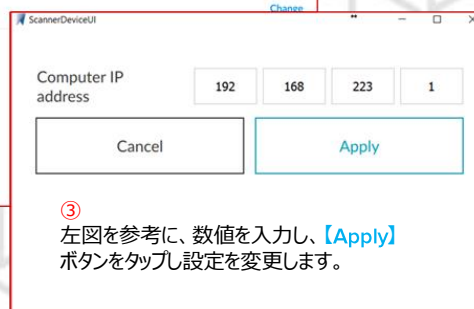 Change
ScannerDeviceUI
Computer IP
address
192 168 223 1
Cancel Apply
③
左図を参考に、数値を入力し、【Apply】
ボタンをタップし設定を変更します。